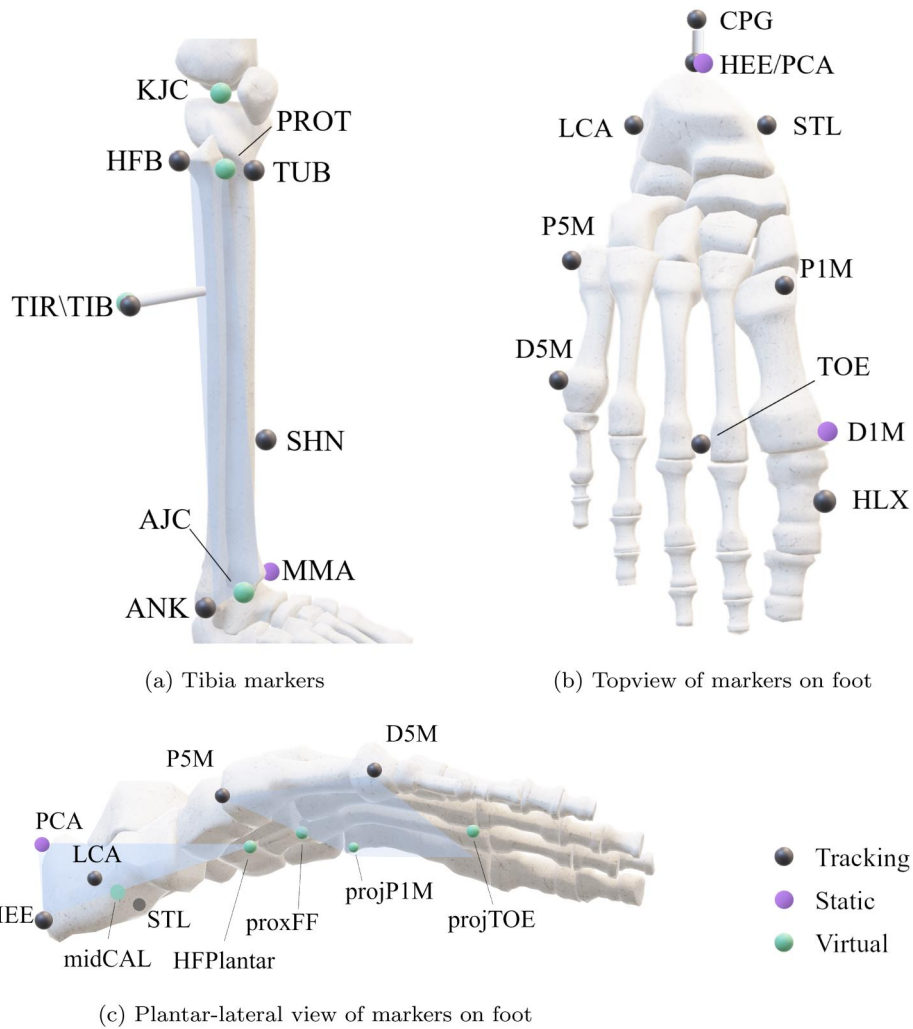 KJC
PROT
HFB
TUB
TIR\TIB
SHN
AJC
MMA
ANK
(a) Tibia markers
CPG
HEE/PCA
LCA
STL
P5M
P1M
D5M
TOE
D1M
HLX
(b) Topview of markers on foot
D5M
P5M
PCA
LCA
HEE
STL
midCAL
HFPlantar
proxFF
projP1M
projTOE
Tracking
Static
Virtual
(c) Plantar-lateral view of markers on foot